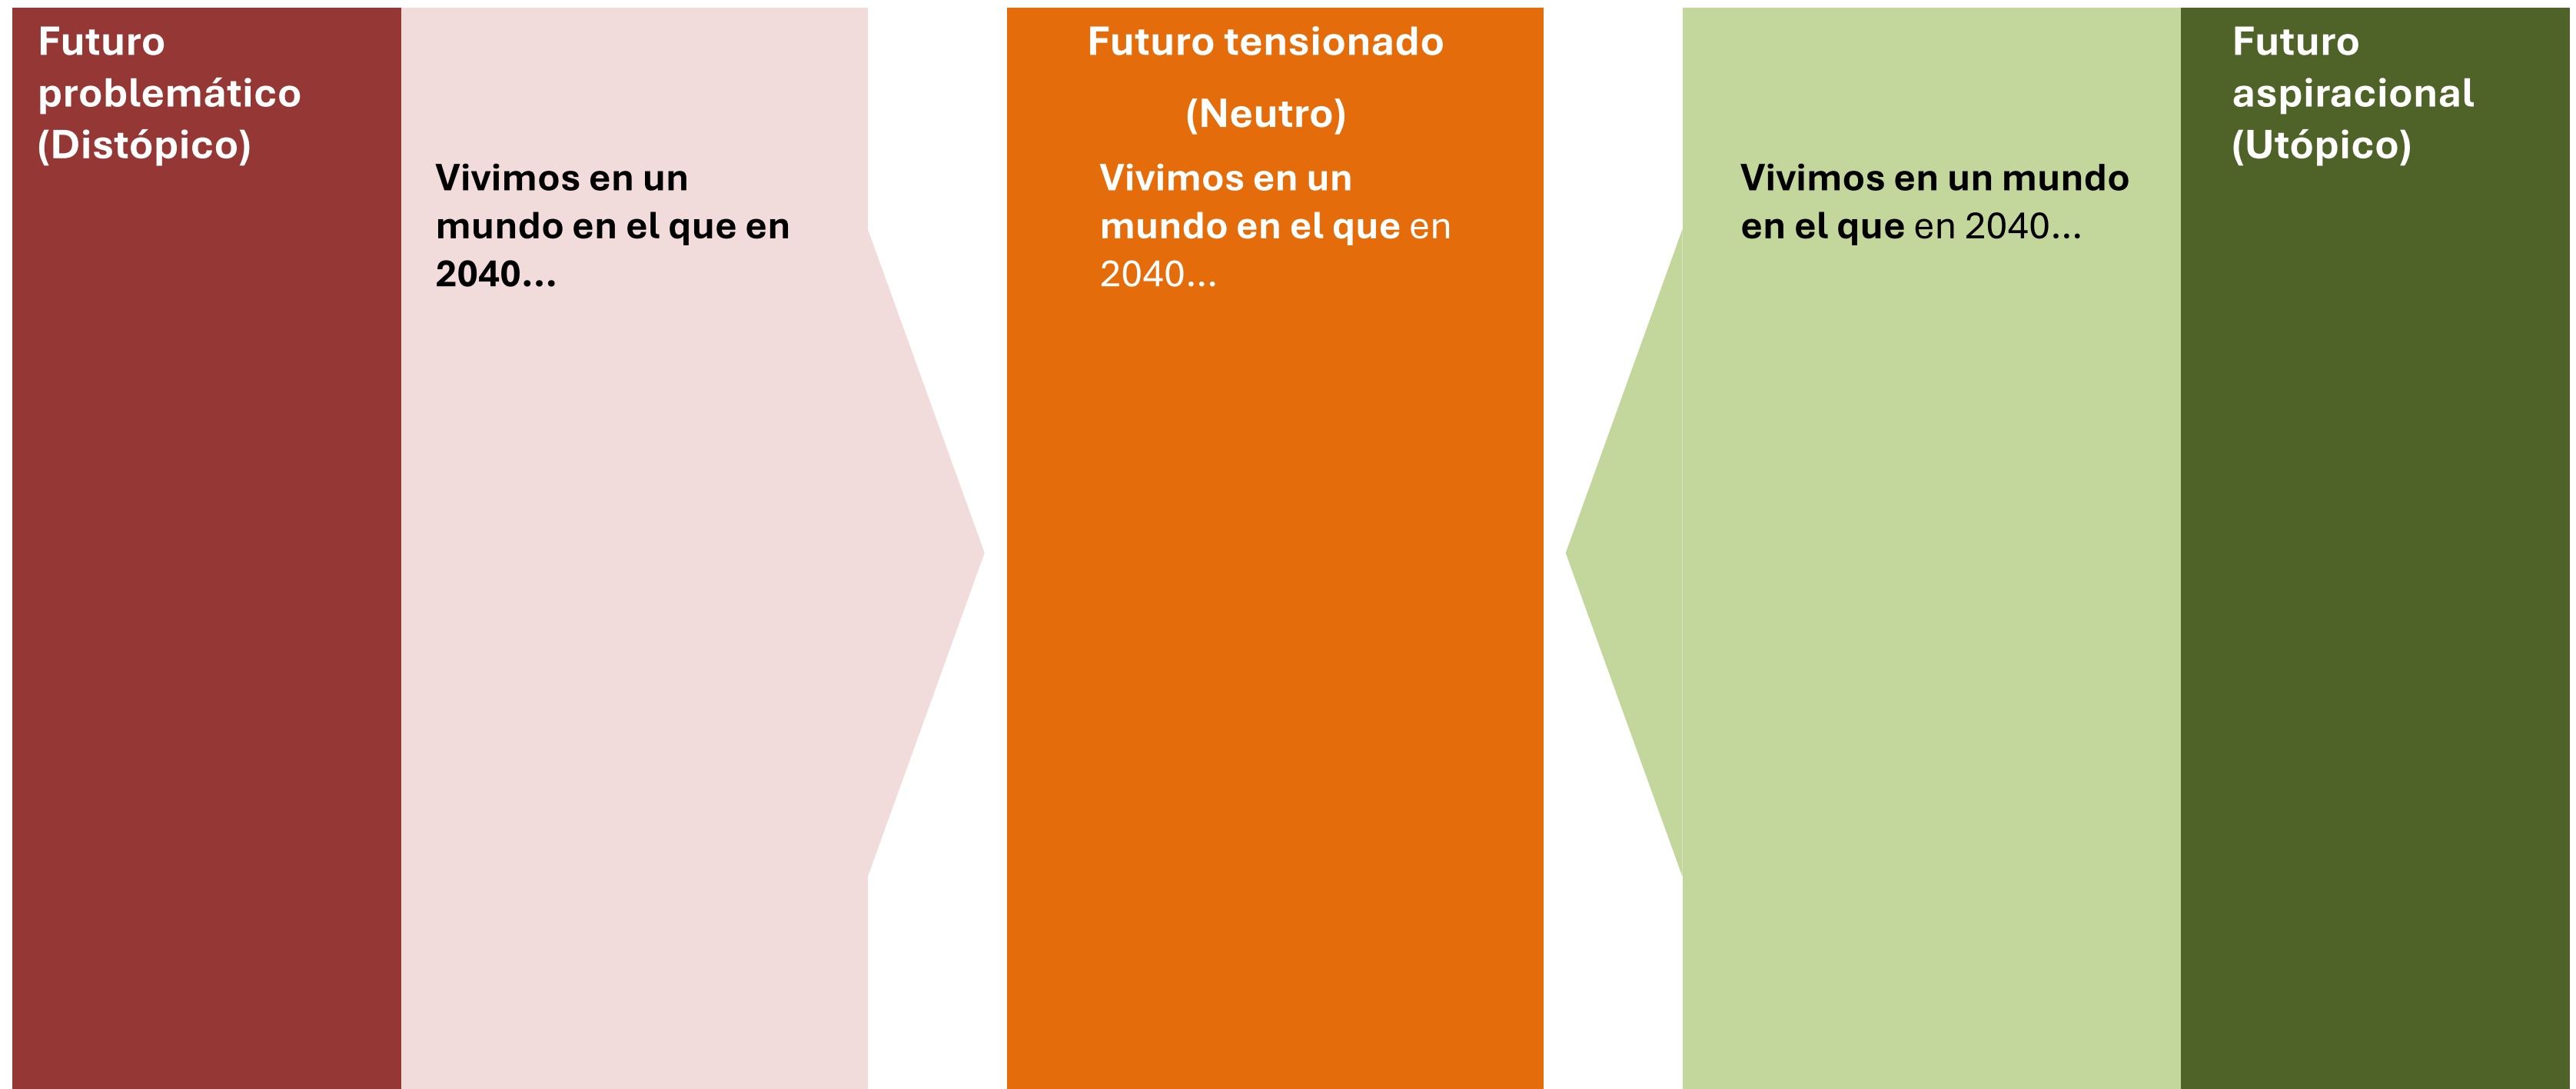 Futuro
problemático
(Distópico)
Vivimos en un
mundo en el que en
2040...
Futuro tensionado
(Neutro)
Vivimos en un
mundo en el que en
2040...
Vivimos en un mundo
en el que en 2040...
Futuro
aspiracional
(Utópico)